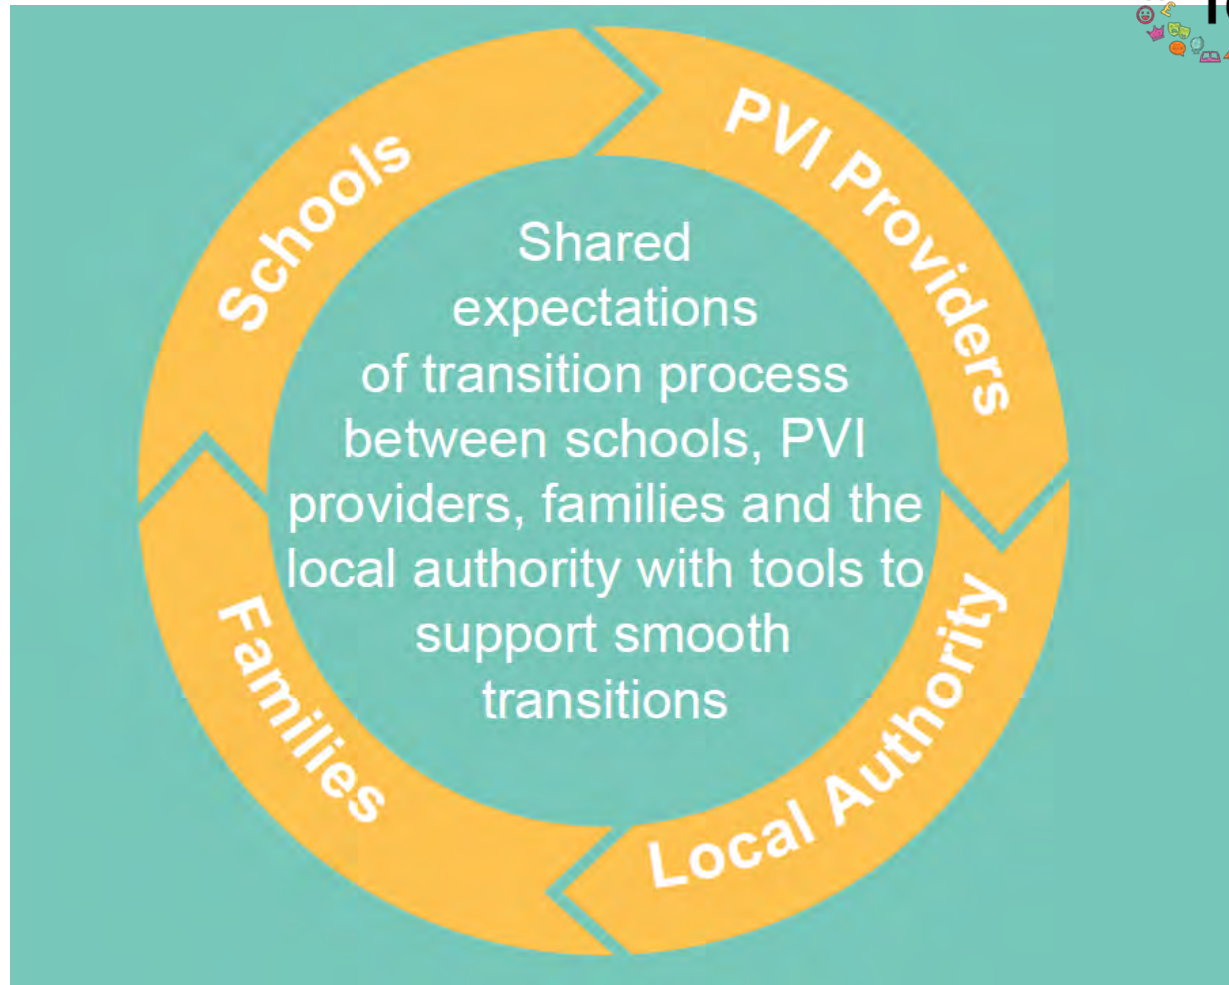 Schools
PVI Providers
Shared
expectations
of transition process
between schools, PVI
providers, families and the
local authority with tools to
support smooth
transitions
Families
Local Authority